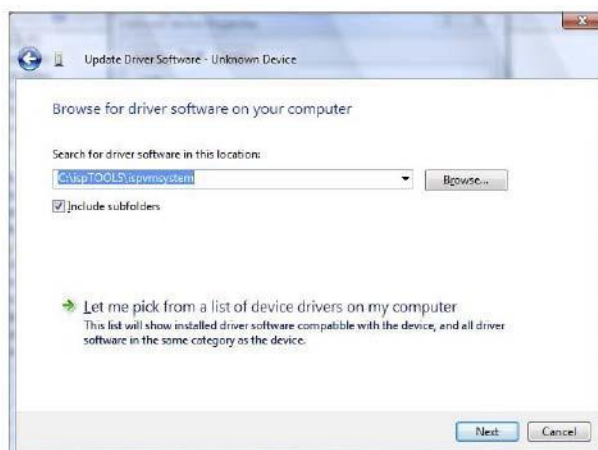 Update Driver Software - Unknown Device
Browse for driver software on your computer
Search for driver software in this location:
C:\ispTOOLS\ispvmsystem
Browse...
Include subfolders
Let me pick from a list of device drivers on my computer
This list will show installed driver software compatible with the device, and all driver
software in the same category as the device.
Next
Cancel